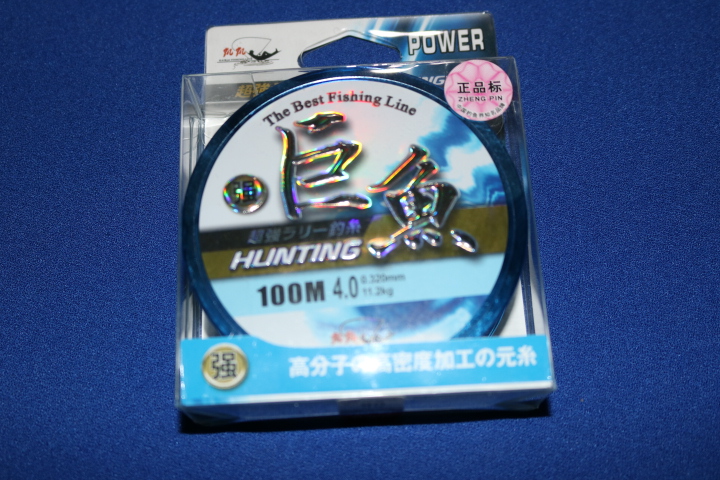 POWER
正品标
ZHENG PIN
The Best Fishing Line
巨魚
强
超強ラリー釣糸
HUNTING
100M 4.0 0.320mm
11.2kg
强
高分子の高密度加工の元糸